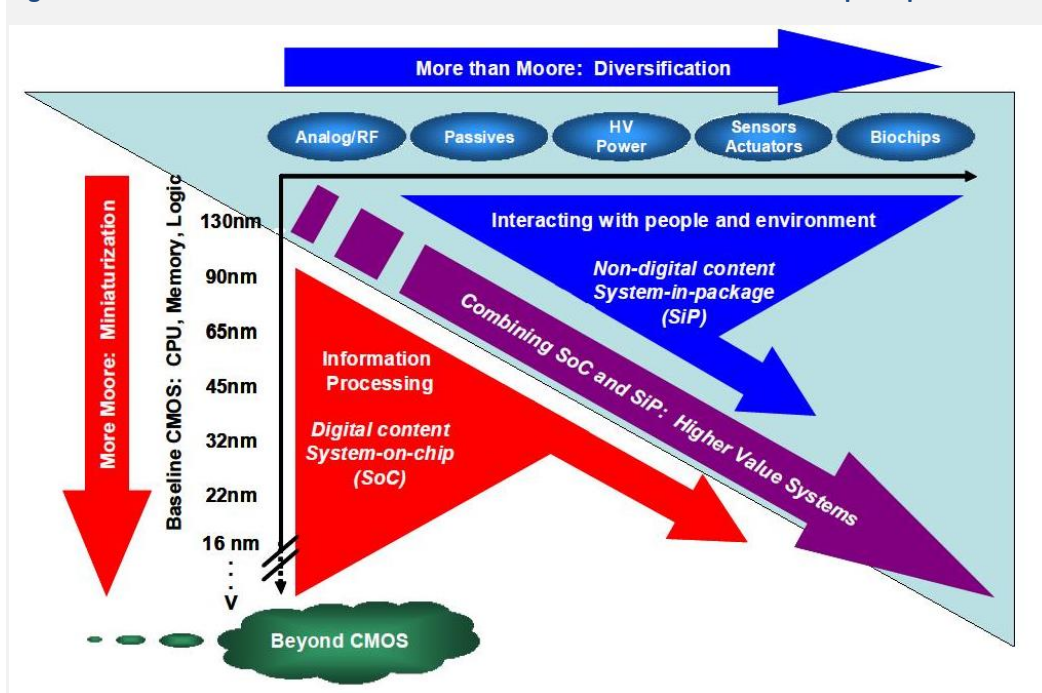 More than Moore: Diversification
Analog/RF
Passives
HV
Power
Sensors
Actuators
Biochips
More Moore: Miniaturization
Baseline CMOS: CPU, Memory, Logic
130nm
90nm
65nm
45nm
32nm
22nm
16 nm
V
Interacting with people and environment
Non-digital content
System-in-package
(SiP)
Combining SoC and SiP: Higher Value Systems
Information
Processing
Digital content
System-on-chip
(SoC)
Beyond CMOS